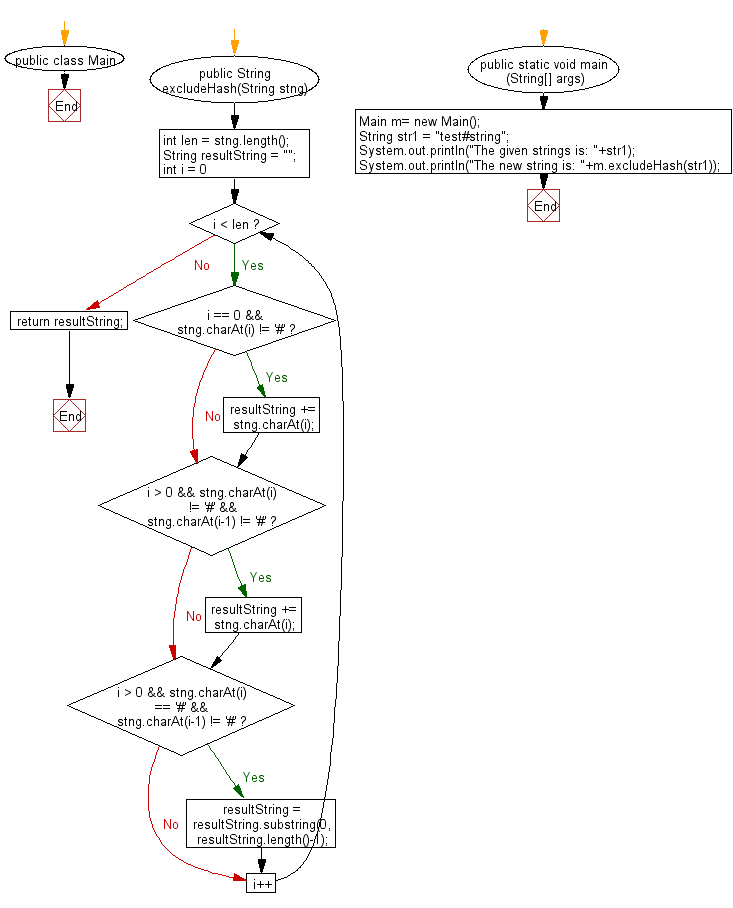 public class Main
End
public String
excludeHash(String stng)
int len = stng.length();
String resultString = "";
int i = 0
i < len ?
No
Yes
return resultString;
End
i == 0 &&
stng.charAt(i) != '#' ?
Yes
No
resultString +=
stng.charAt(i);
i > 0 && stng.charAt(i)
!= '#' &&
stng.charAt(i-1) != '#' ?
Yes
No
resultString +=
stng.charAt(i);
i > 0 && stng.charAt(i)
== '#' &&
stng.charAt(i-1) != '#' ?
Yes
No
resultString =
resultString.substring(0,
resultString.length()-1);
i++
public static void main
(String[] args)
Main m= new Main();
String str1 = "test#string";
System.out.println("The given strings is: "+str1);
System.out.println("The new string is: "+m.excludeHash(str1));
End